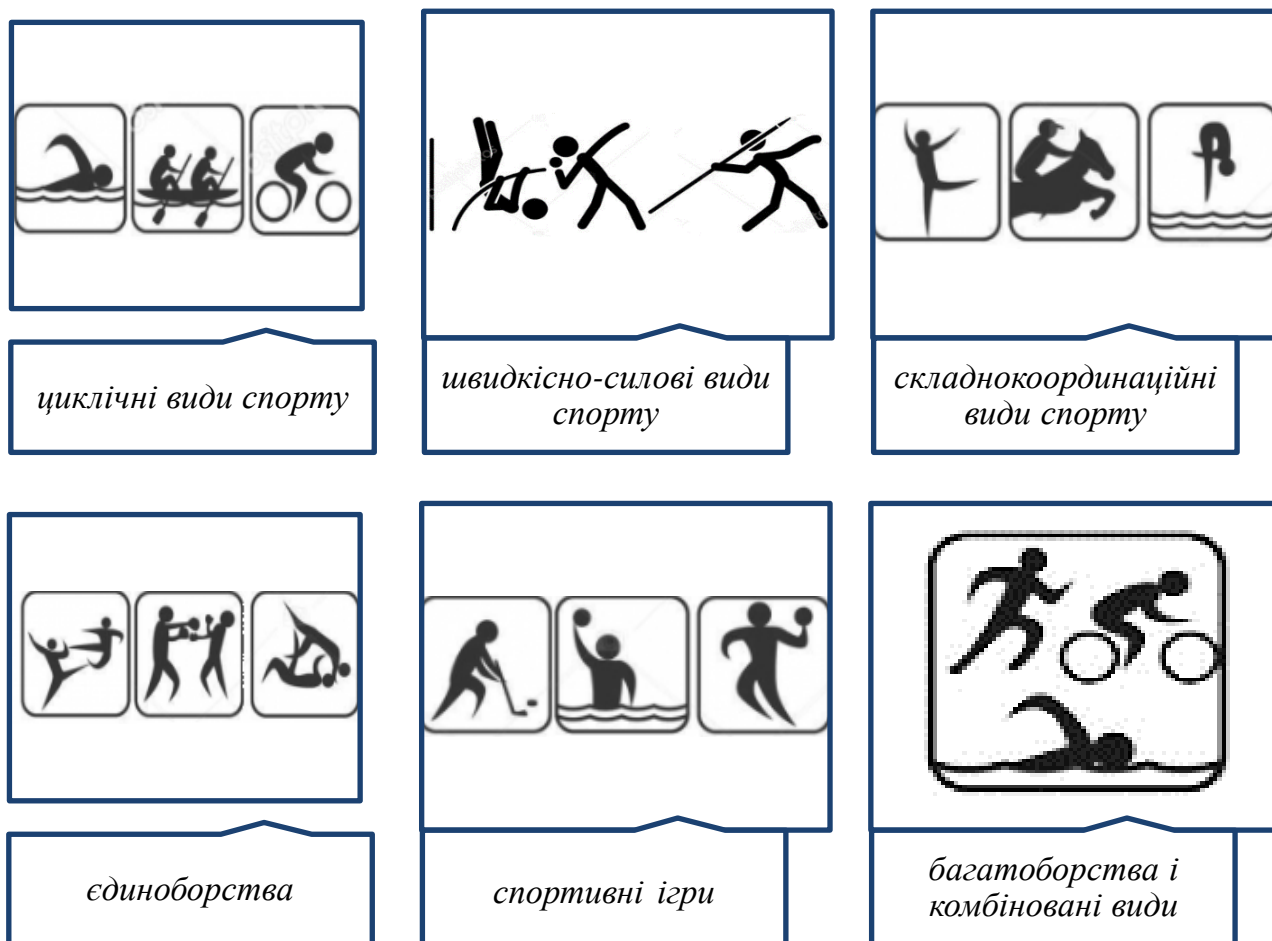 циклічні види спорту
швидкісно-силові види
спорту
складнокоординаційні
види спорту
єдиноборства
спортивні ігри
багатоборства і
комбіновані види